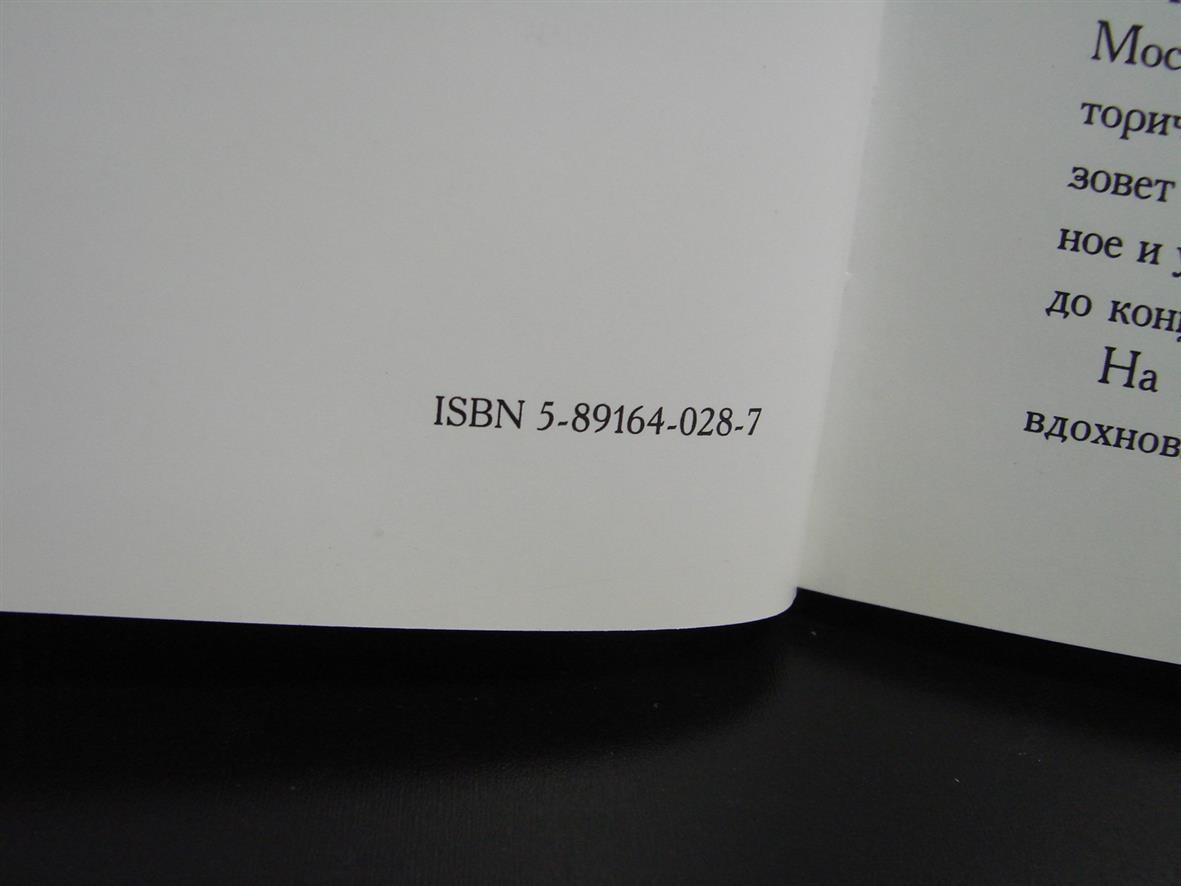 ISBN 5-89164-028-7
Мос
торич
зовет
ное и у
до кон
На
вдохнов